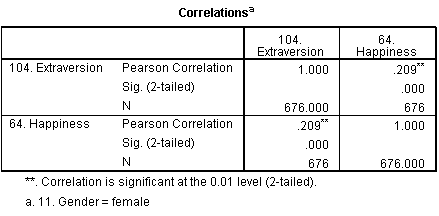 Correlationsa
104. Extraversion 64. Happiness
104. Extraversion Pearson Correlation 1.000 .209**
Sig. (2-tailed) .000
N 676.000 676
64. Happiness Pearson Correlation .209** 1.000
Sig. (2-tailed) .000
N 676 676.000
**. Correlation is significant at the 0.01 level (2-tailed).
a. 11. Gender = female